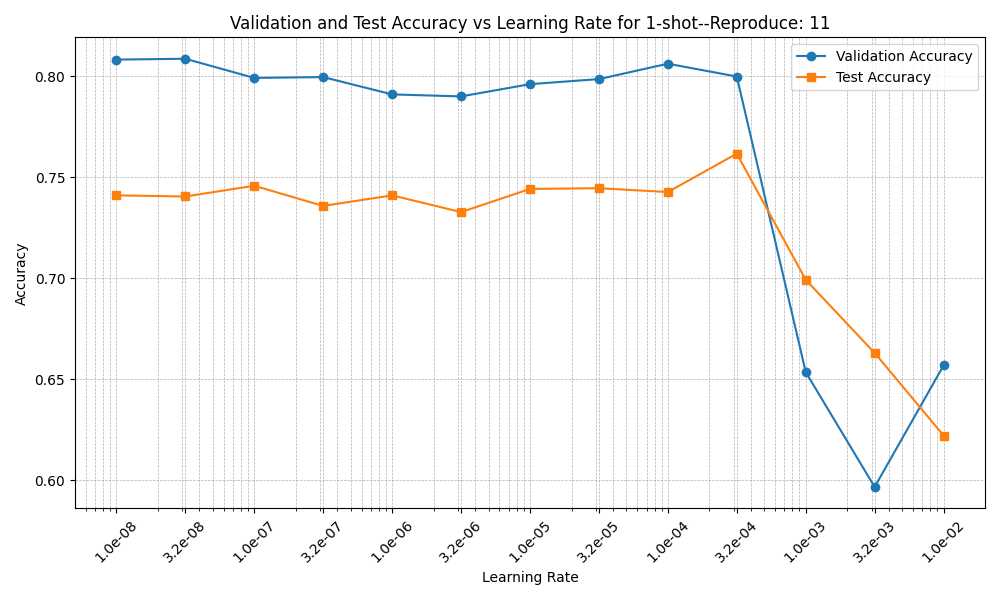 Validation and Test Accuracy vs Learning Rate for 1-shot--Reproduce: 11
Validation Accuracy
Test Accuracy
Accuracy
0.80
0.75
0.70
0.65
0.60
1.0e-08
3.2e-08
1.0e-07
3.2e-07
1.0e-06
3.2e-06
1.0e-05
3.2e-05
1.0e-04
3.2e-04
1.0e-03
3.2e-03
1.0e-02
Learning Rate